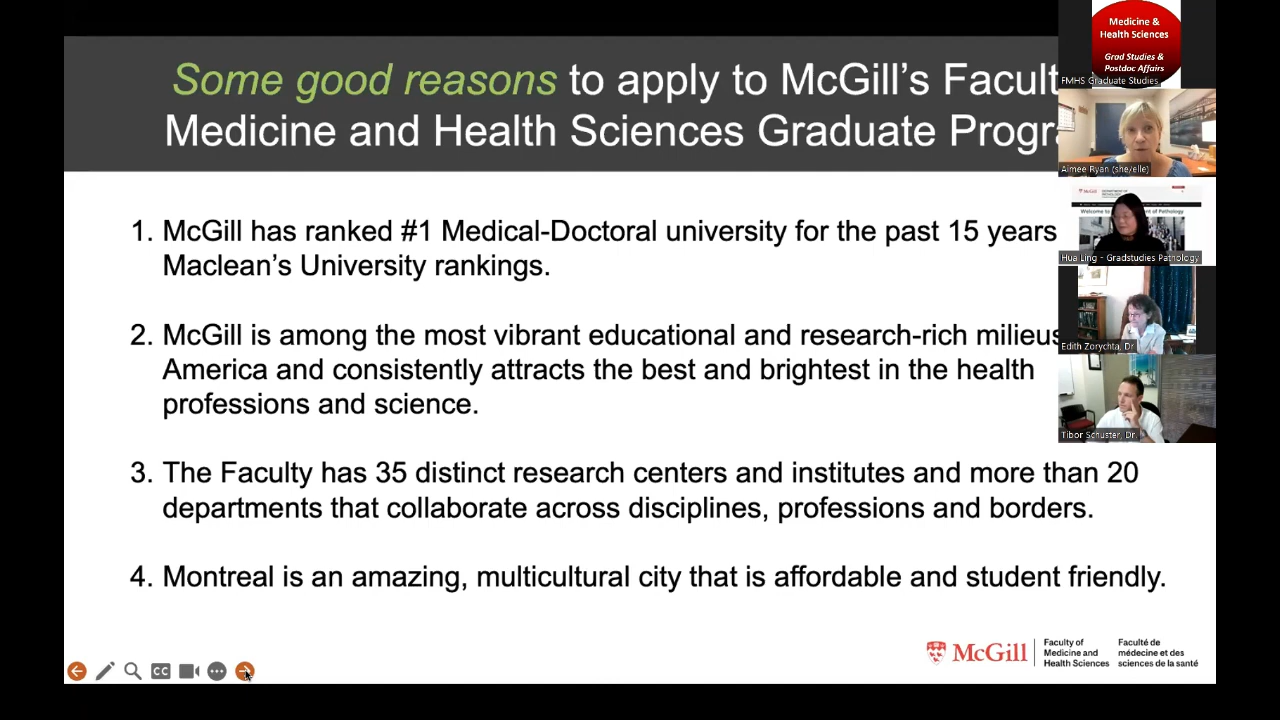 Some good reasons to apply to McGill’s Facult
Medicine and Health Sciences Graduate Progr
1. McGill has ranked #1 Medical-Doctoral university for the past 15 years
Maclean’s University rankings.
2. McGill is among the most vibrant educational and research-rich milieus
America and consistently attracts the best and brightest in the health
professions and science.
3. The Faculty has 35 distinct research centers and institutes and more than 20
departments that collaborate across disciplines, professions and borders.
4. Montreal is an amazing, multicultural city that is affordable and student friendly.
McGill
Faculty of
Medicine and
Health Sciences
Faculté de
médecine et des
sciences de la santé
CC
Medicine &
Health Sciences
Grad Studies &
Postdoc Affairs
FMHS Graduate Studies
Aimee Ryan (she/elle)
McGill
Hua Ling - Gradstudies Pathology
Edith Zorychta, Dr
Tibor Schuster, Dr.